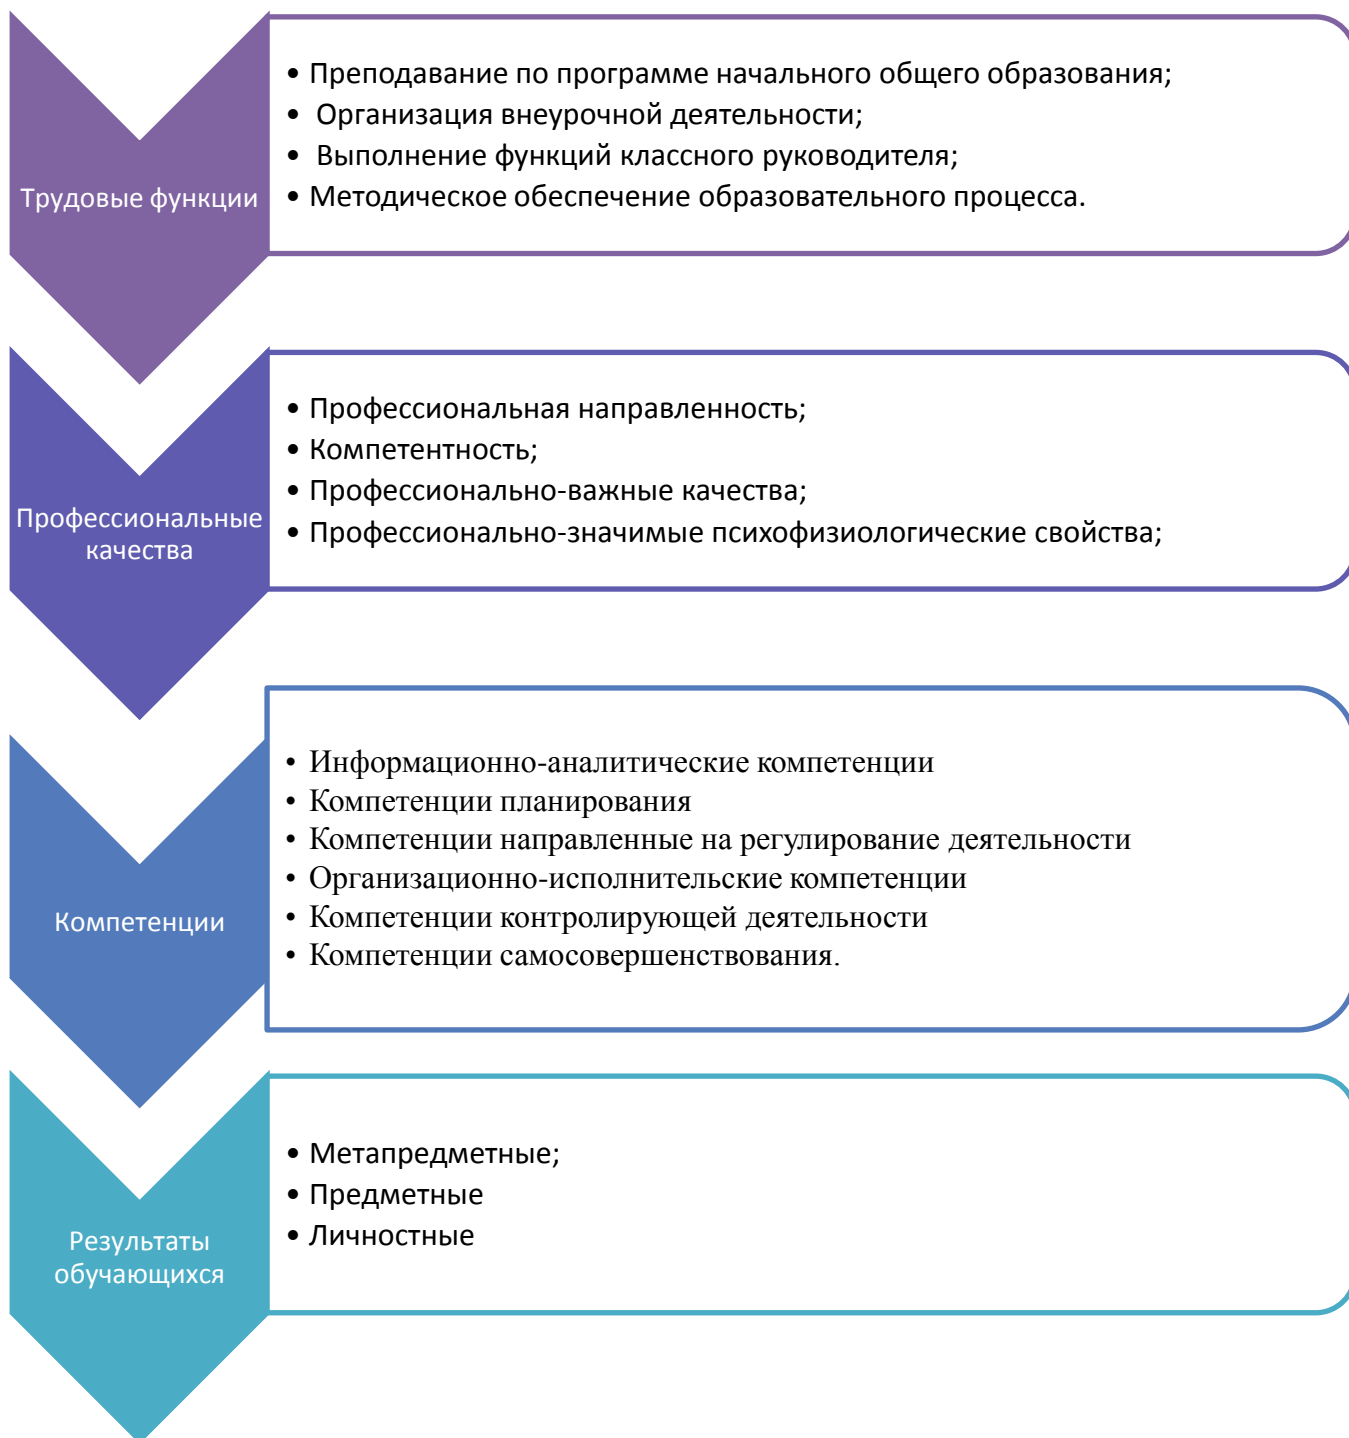 Трудовые функции
• Преподавание по программе начального общего образования;
• Организация внеурочной деятельности;
• Выполнение функций классного руководителя;
• Методическое обеспечение образовательного процесса.
Профессиональные
качества
• Профессиональная направленность;
• Компетентность;
• Профессионально-важные качества;
• Профессионально-значимые психофизиологические свойства;
Компетенции
• Информационно-аналитические компетенции
• Компетенции планирования
• Компетенции направленные на регулирование деятельности
• Организационно-исполнительские компетенции
• Компетенции контролирующей деятельности
• Компетенции самосовершенствования.
Результаты
обучающихся
• Метапредметные;
• Предметные
• Личностные